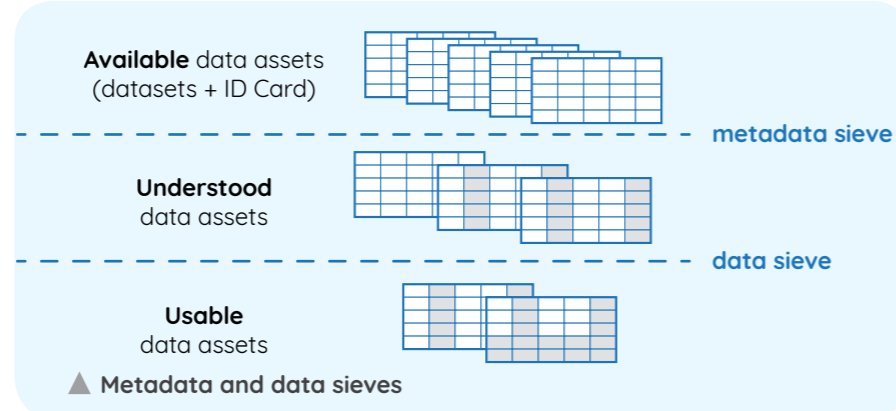 Available data assets
(datasets + ID Card)
metadata sieve
Understood
data assets
data sieve
Usable
data assets
Metadata and data sieves